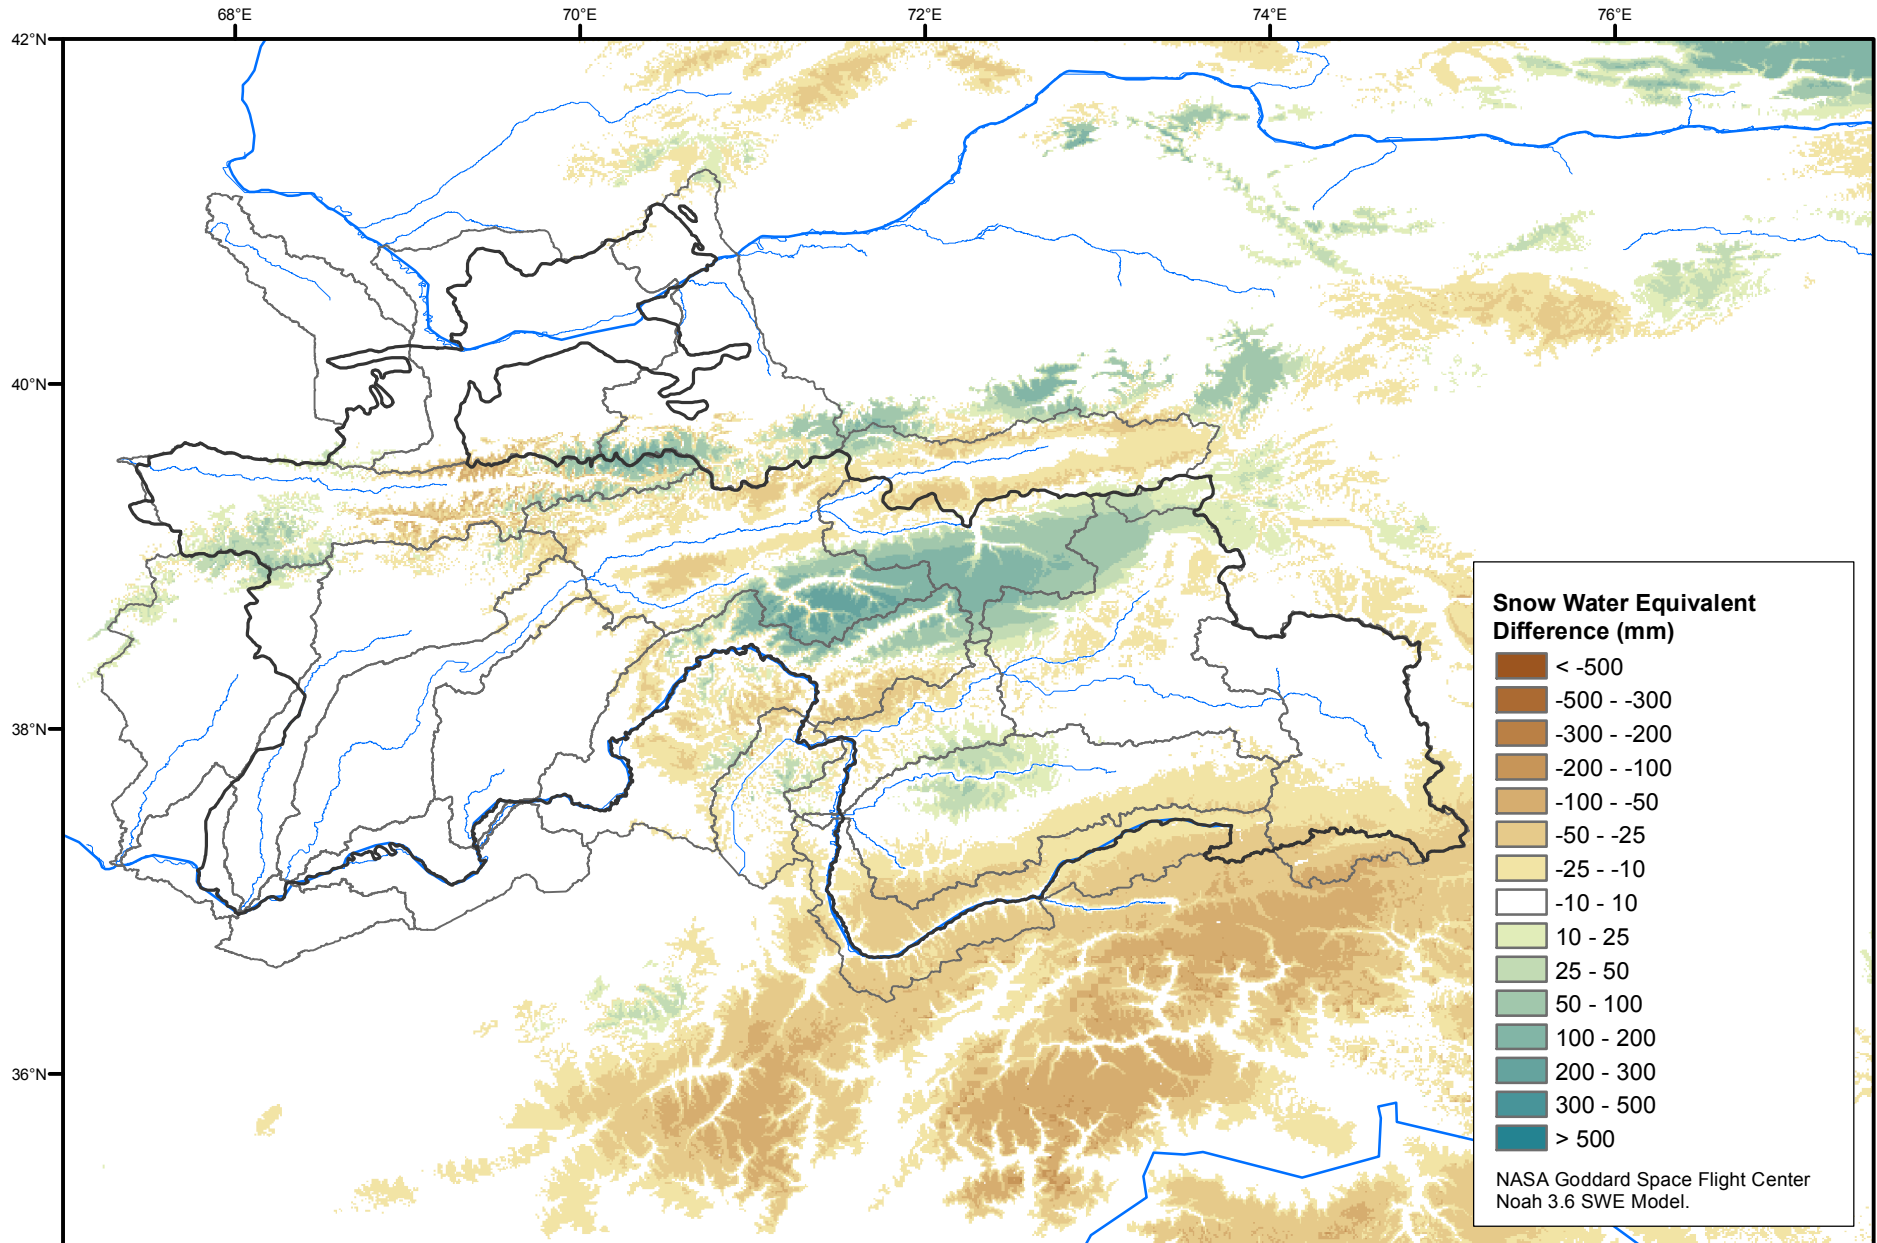 68°E
70°E
72°E
74°E
76°E
42°N
40°N
38°N
36°N
Snow Water Equivalent
Difference (mm)
< -500
-500 - -300
-300 - -200
-200 - -100
-100 - -50
-50 - -25
-25 - -10
-10 - 10
10 - 25
25 - 50
50 - 100
100 - 200
200 - 300
300 - 500
> 500
NASA Goddard Space Flight Center
Noah 3.6 SWE Model.